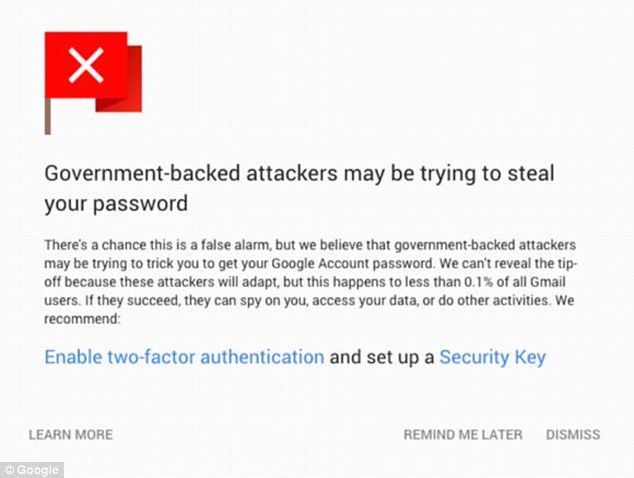 Government-backed attackers may be trying to steal
your password
There's a chance this is a false alarm, but we believe that government-backed attackers
may be trying to trick you to get your Google Account password. We can't reveal the tip-
off because these attackers will adapt, but this happens to less than 0.1% of all Gmail
users. If they succeed, they can spy on you, access your data, or do other activities. We
recommend:
Enable two-factor authentication and set up a Security Key
LEARN MORE REMIND ME LATER DISMISS
© Google